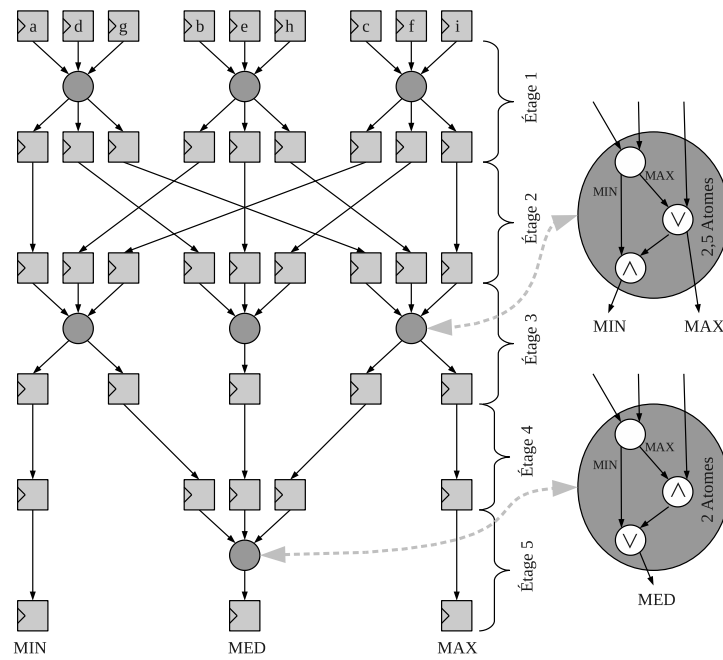 a d g b e h c f i
Étage 1
Étage 2
Étage 3
Étage 4
Étage 5
MIN
MAX
∨
∧
2,5 Atomes
MIN MAX
MIN
MAX
∧
∨
2 Atomes
MED
MIN MED MAX